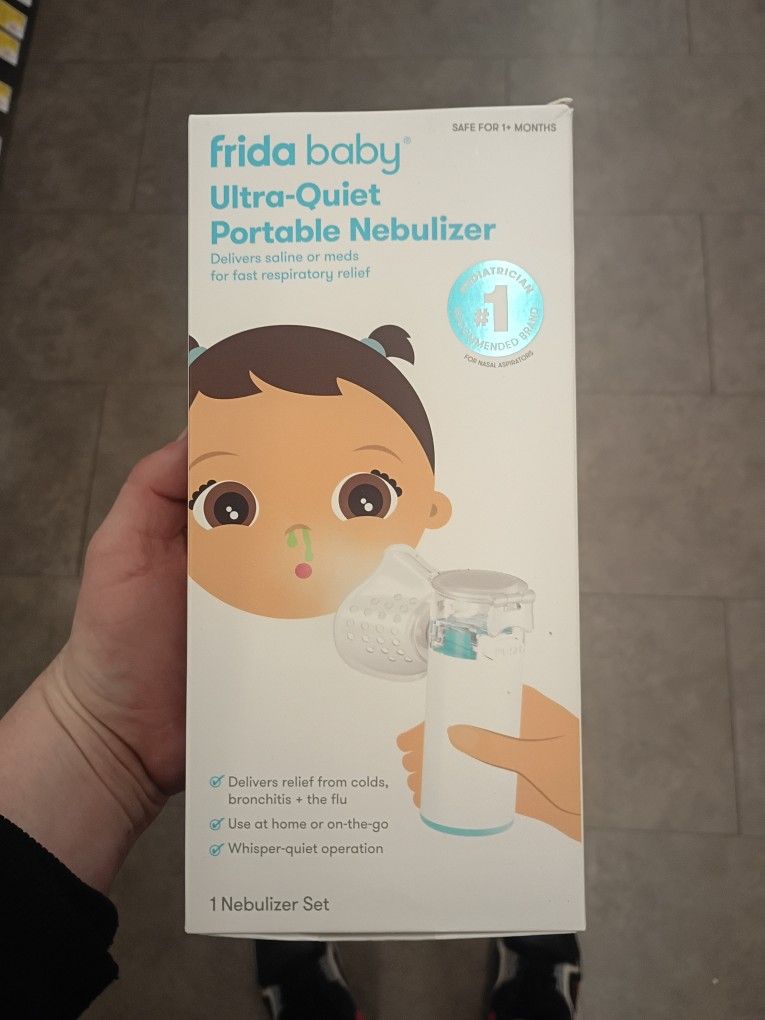 SAFE FOR 1+ MONTHS
frida baby®
Ultra-Quiet
Portable Nebulizer
Delivers saline or meds
for fast respiratory relief
PEDIATRICIAN
#1
RECOMMENDED BRAND
FOR NASAL ASPIRATORS
Delivers relief from colds,
bronchitis + the flu
Use at home or on-the-go
Whisper-quiet operation
1 Nebulizer Set